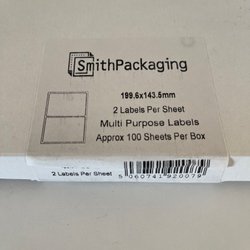 SmithPackaging
199.6x143.5mm
2 Labels Per Sheet
Multi Purpose Labels
Approx 100 Sheets Per Box
2 Labels Per Sheet
5 060741 920079